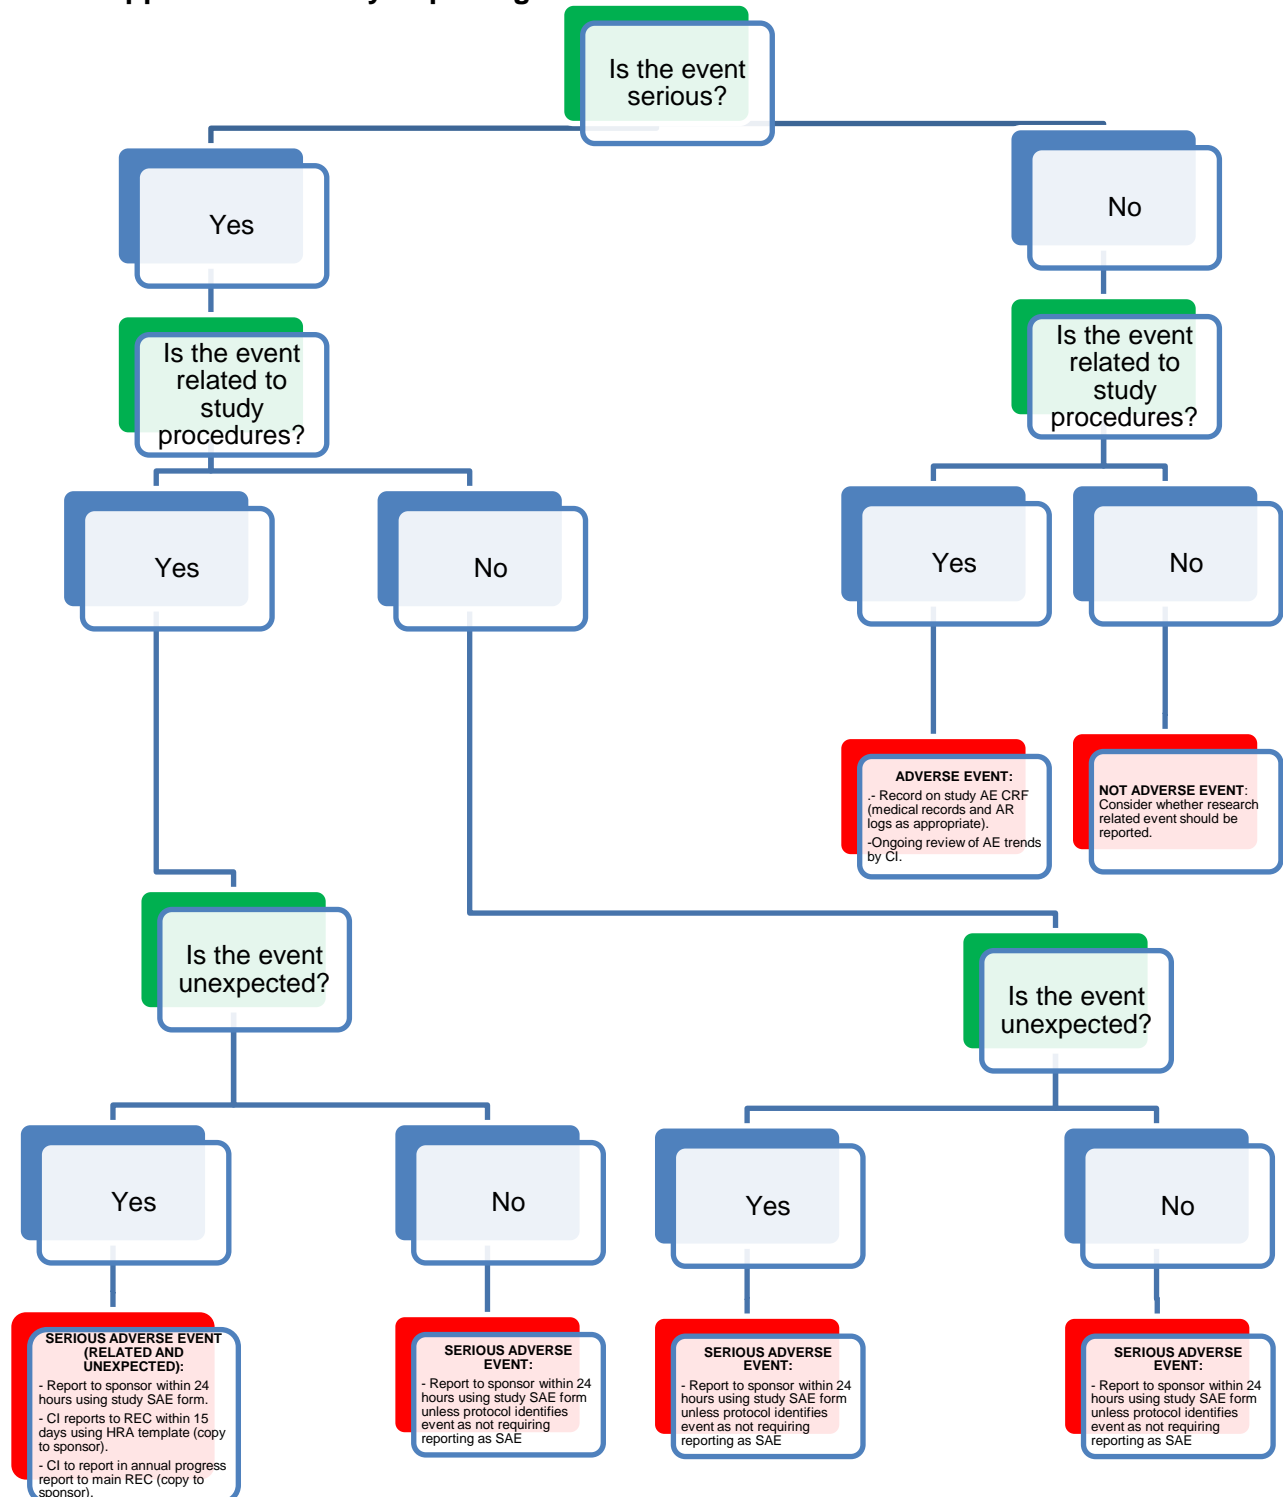 Is the event
serious?
Yes
No
Is the event
related to
study
procedures?
Is the event
related to
study
procedures?
Yes
No
Yes
No
ADVERSE EVENT:
.- Record on study AE CRF
(medical records and AR
logs as appropriate).
-Ongoing review of AE trends
by CI.
NOT ADVERSE EVENT:
Consider whether research
related event should be
reported.
Is the event
unexpected?
Is the event
unexpected?
Yes
No
Yes
No
SERIOUS ADVERSE EVENT
(RELATED AND
UNEXPECTED):
- Report to sponsor within 24
hours using study SAE form.
- CI reports to REC within 15
days using HRA template (copy
to sponsor).
- CI to report in annual progress
report to main REC (copy to
sponsor).
SERIOUS ADVERSE
EVENT:
- Report to sponsor within 24
hours using study SAE form
unless protocol identifies
event as not requiring
reporting as SAE
SERIOUS ADVERSE
EVENT:
- Report to sponsor within 24
hours using study SAE form
unless protocol identifies
event as not requiring
reporting as SAE
SERIOUS ADVERSE
EVENT:
- Report to sponsor within 24
hours using study SAE form
unless protocol identifies
event as not requiring
reporting as SAE